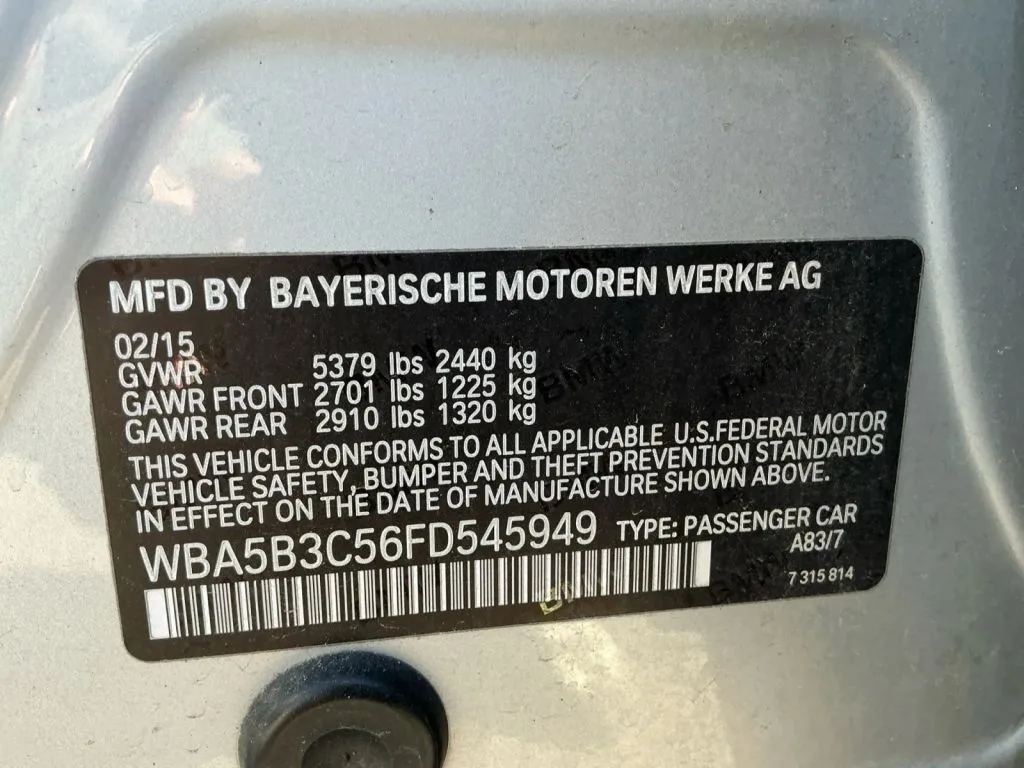 MFD BY BAYERISCHE MOTOREN WERKE AG
02/15
GVWR 5379 lbs 2440 kg
GAWR FRONT 2701 lbs 1225 kg
GAWR REAR 2910 lbs 1320 kg
THIS VEHICLE CONFORMS TO ALL APPLICABLE U.S.FEDERAL MOTOR
VEHICLE SAFETY, BUMPER AND THEFT PREVENTION STANDARDS
IN EFFECT ON THE DATE OF MANUFACTURE SHOWN ABOVE.
WBA5B3C56FD545949 TYPE: PASSENGER CAR
A83/7
7 315 814